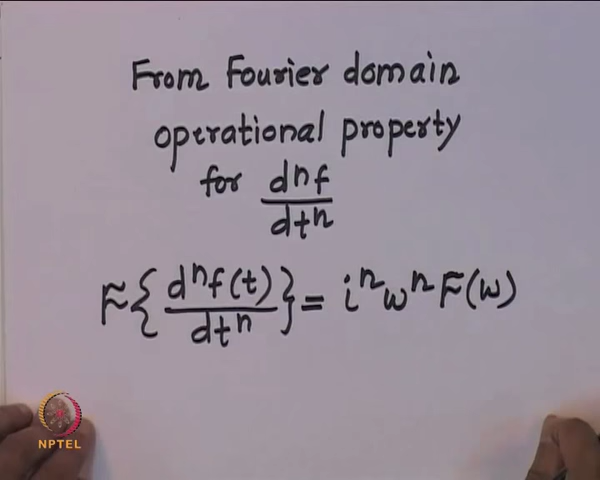 From Fourier domain
operational property
for dⁿf/dtⁿ
F{dⁿf(t)/dtⁿ} = iⁿωⁿF(ω)
NPTEL